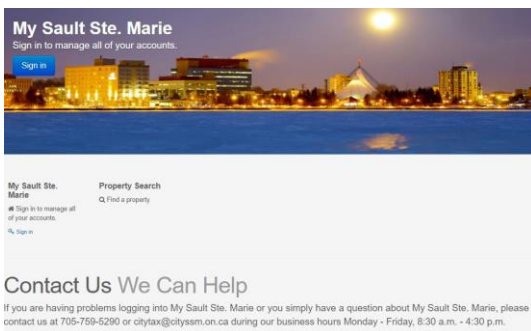 My Sault Ste. Marie
Sign in to manage all of your accounts.
Sign in
My Sault Ste.
Marie
Sign in to manage all
of your accounts.
Sign in
Property Search
Find a property.
Contact Us We Can Help
If you are having problems logging into My Sault Ste. Marie or you simply have a question about My Sault Ste. Marie, please
contact us at 705-759-5290 or citytax@cityssm.on.ca during our business hours Monday - Friday, 8:30 a.m. - 4:30 p.m.